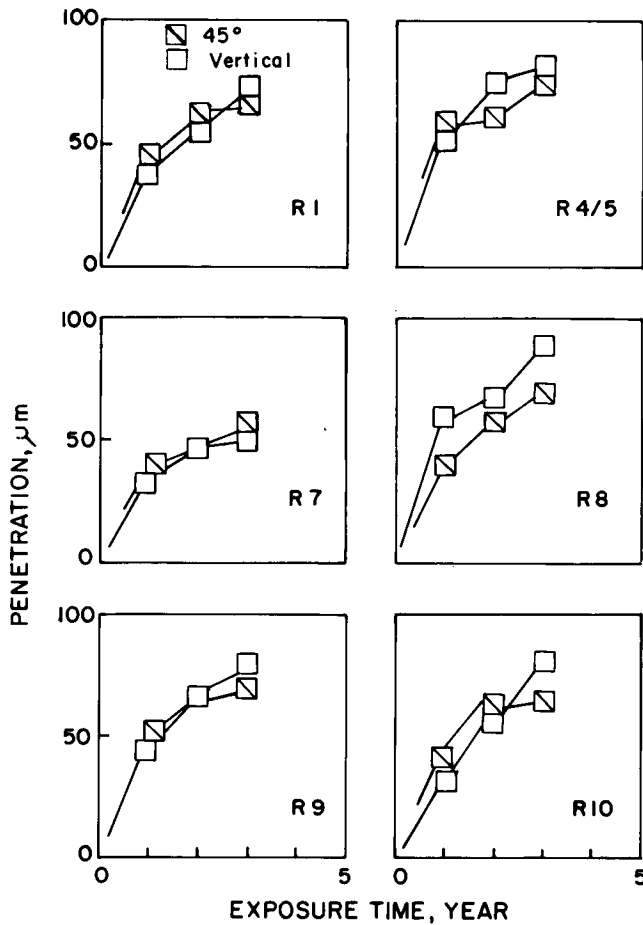 100
45°
Vertical
50
R1
R4/5
0
100
50
R7
R8
0
PENETRATION, μm
100
50
R9
R10
0
0 5 0 5
EXPOSURE TIME, YEAR